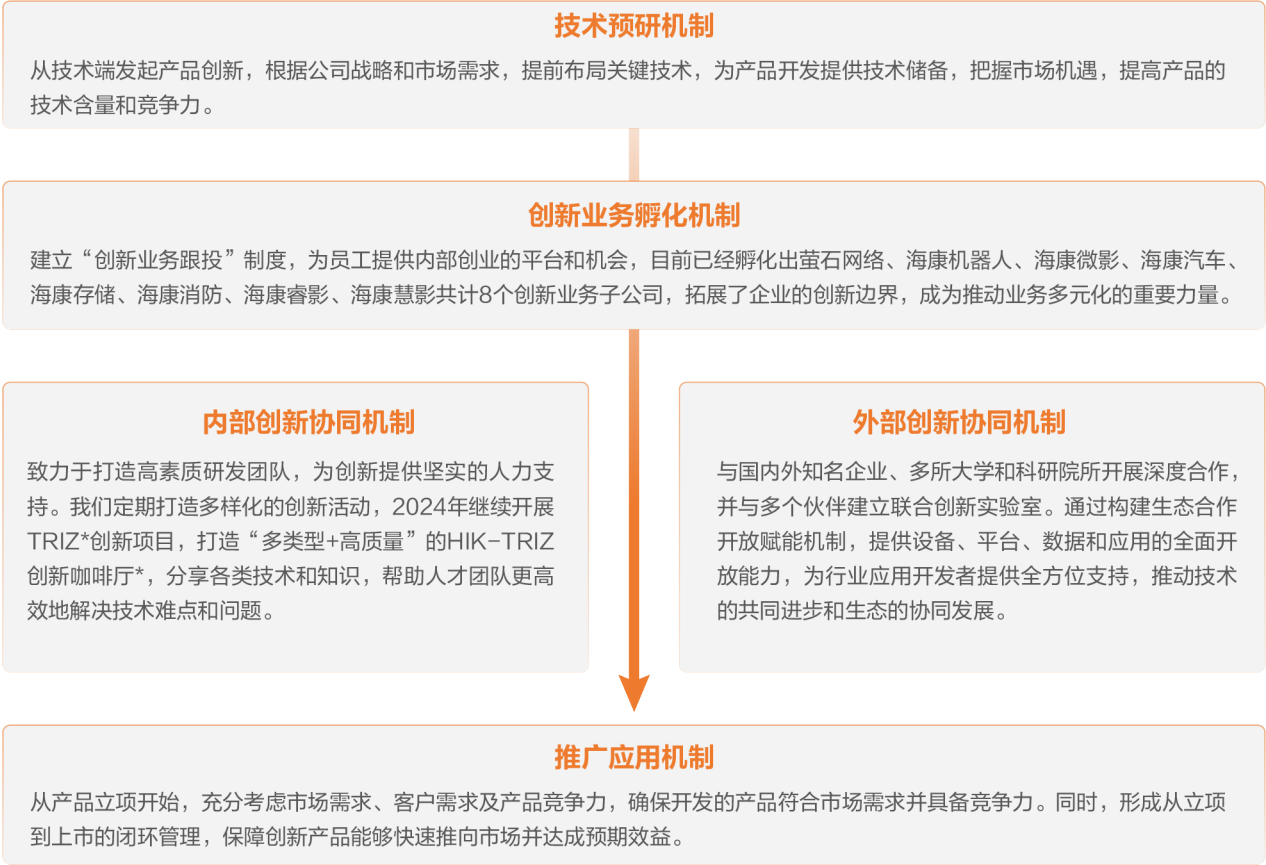 技术预研机制
从技术端发起产品创新，根据公司战略和市场需求，提前布局关键技术，为产品开发提供技术储备，把握市场机遇，提高产品的
技术含量和竞争力。
创新业务孵化机制
建立“创新业务跟投”制度，为员工提供内部创业的平台和机会，目前已经孵化出萤石网络、海康机器人、海康微影、海康汽车、
海康存储、海康消防、海康睿影、海康慧影共计8个创新业务子公司，拓展了企业的创新边界，成为推动业务多元化的重要力量。
内部创新协同机制
致力于打造高素质研发团队，为创新提供坚实的人力支
持。我们定期打造多样化的创新活动，2024年继续开展
TRIZ*创新项目，打造“多类型+高质量”的HIK-TRIZ
创新咖啡厅*，分享各类技术和知识，帮助人才团队更高
效地解决技术难点和问题。
外部创新协同机制
与国内外知名企业、多所大学和科研院所开展深度合作，
并与多个伙伴建立联合创新实验室。通过构建生态合作
开放赋能机制，提供设备、平台、数据和应用的全面开
放能力，为行业应用开发者提供全方位支持，推动技术
的共同进步和生态的协同发展。
推广应用机制
从产品立项开始，充分考虑市场需求、客户需求及产品竞争力，确保开发的产品符合市场需求并具备竞争力。同时，形成从立项
到上市的闭环管理，保障创新产品能够快速推向市场并达成预期效益。